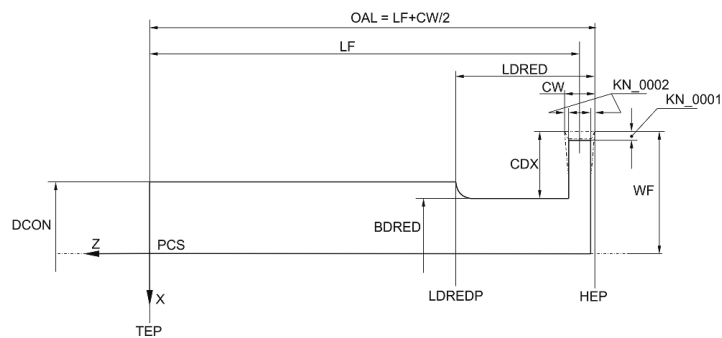 OAL = LF+CW/2
LF
LDRED
CW
KN_0002
KN_0001
CDX
WF
DCON
BDRED
Z
PCS
X
LDREDP
HEP
TEP